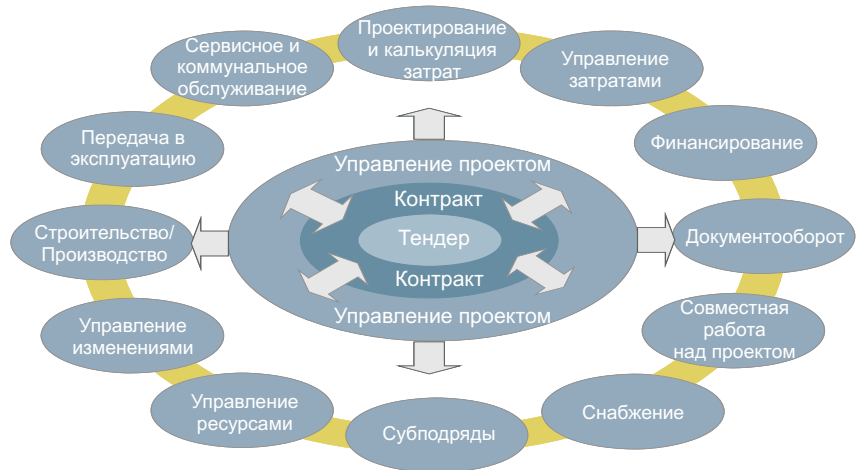 Проектирование
и калькуляция
затрат
Управление
затратами
Финансирование
Документооборот
Совместная
работа
над проектом
Снабжение
Субподряды
Управление
ресурсами
Управление
изменениями
Строительство/
Производство
Передача в
эксплуатацию
Сервисное и
коммунальное
обслуживание
Управление проектом
Контракт
Тендер
Контракт
Управление проектом